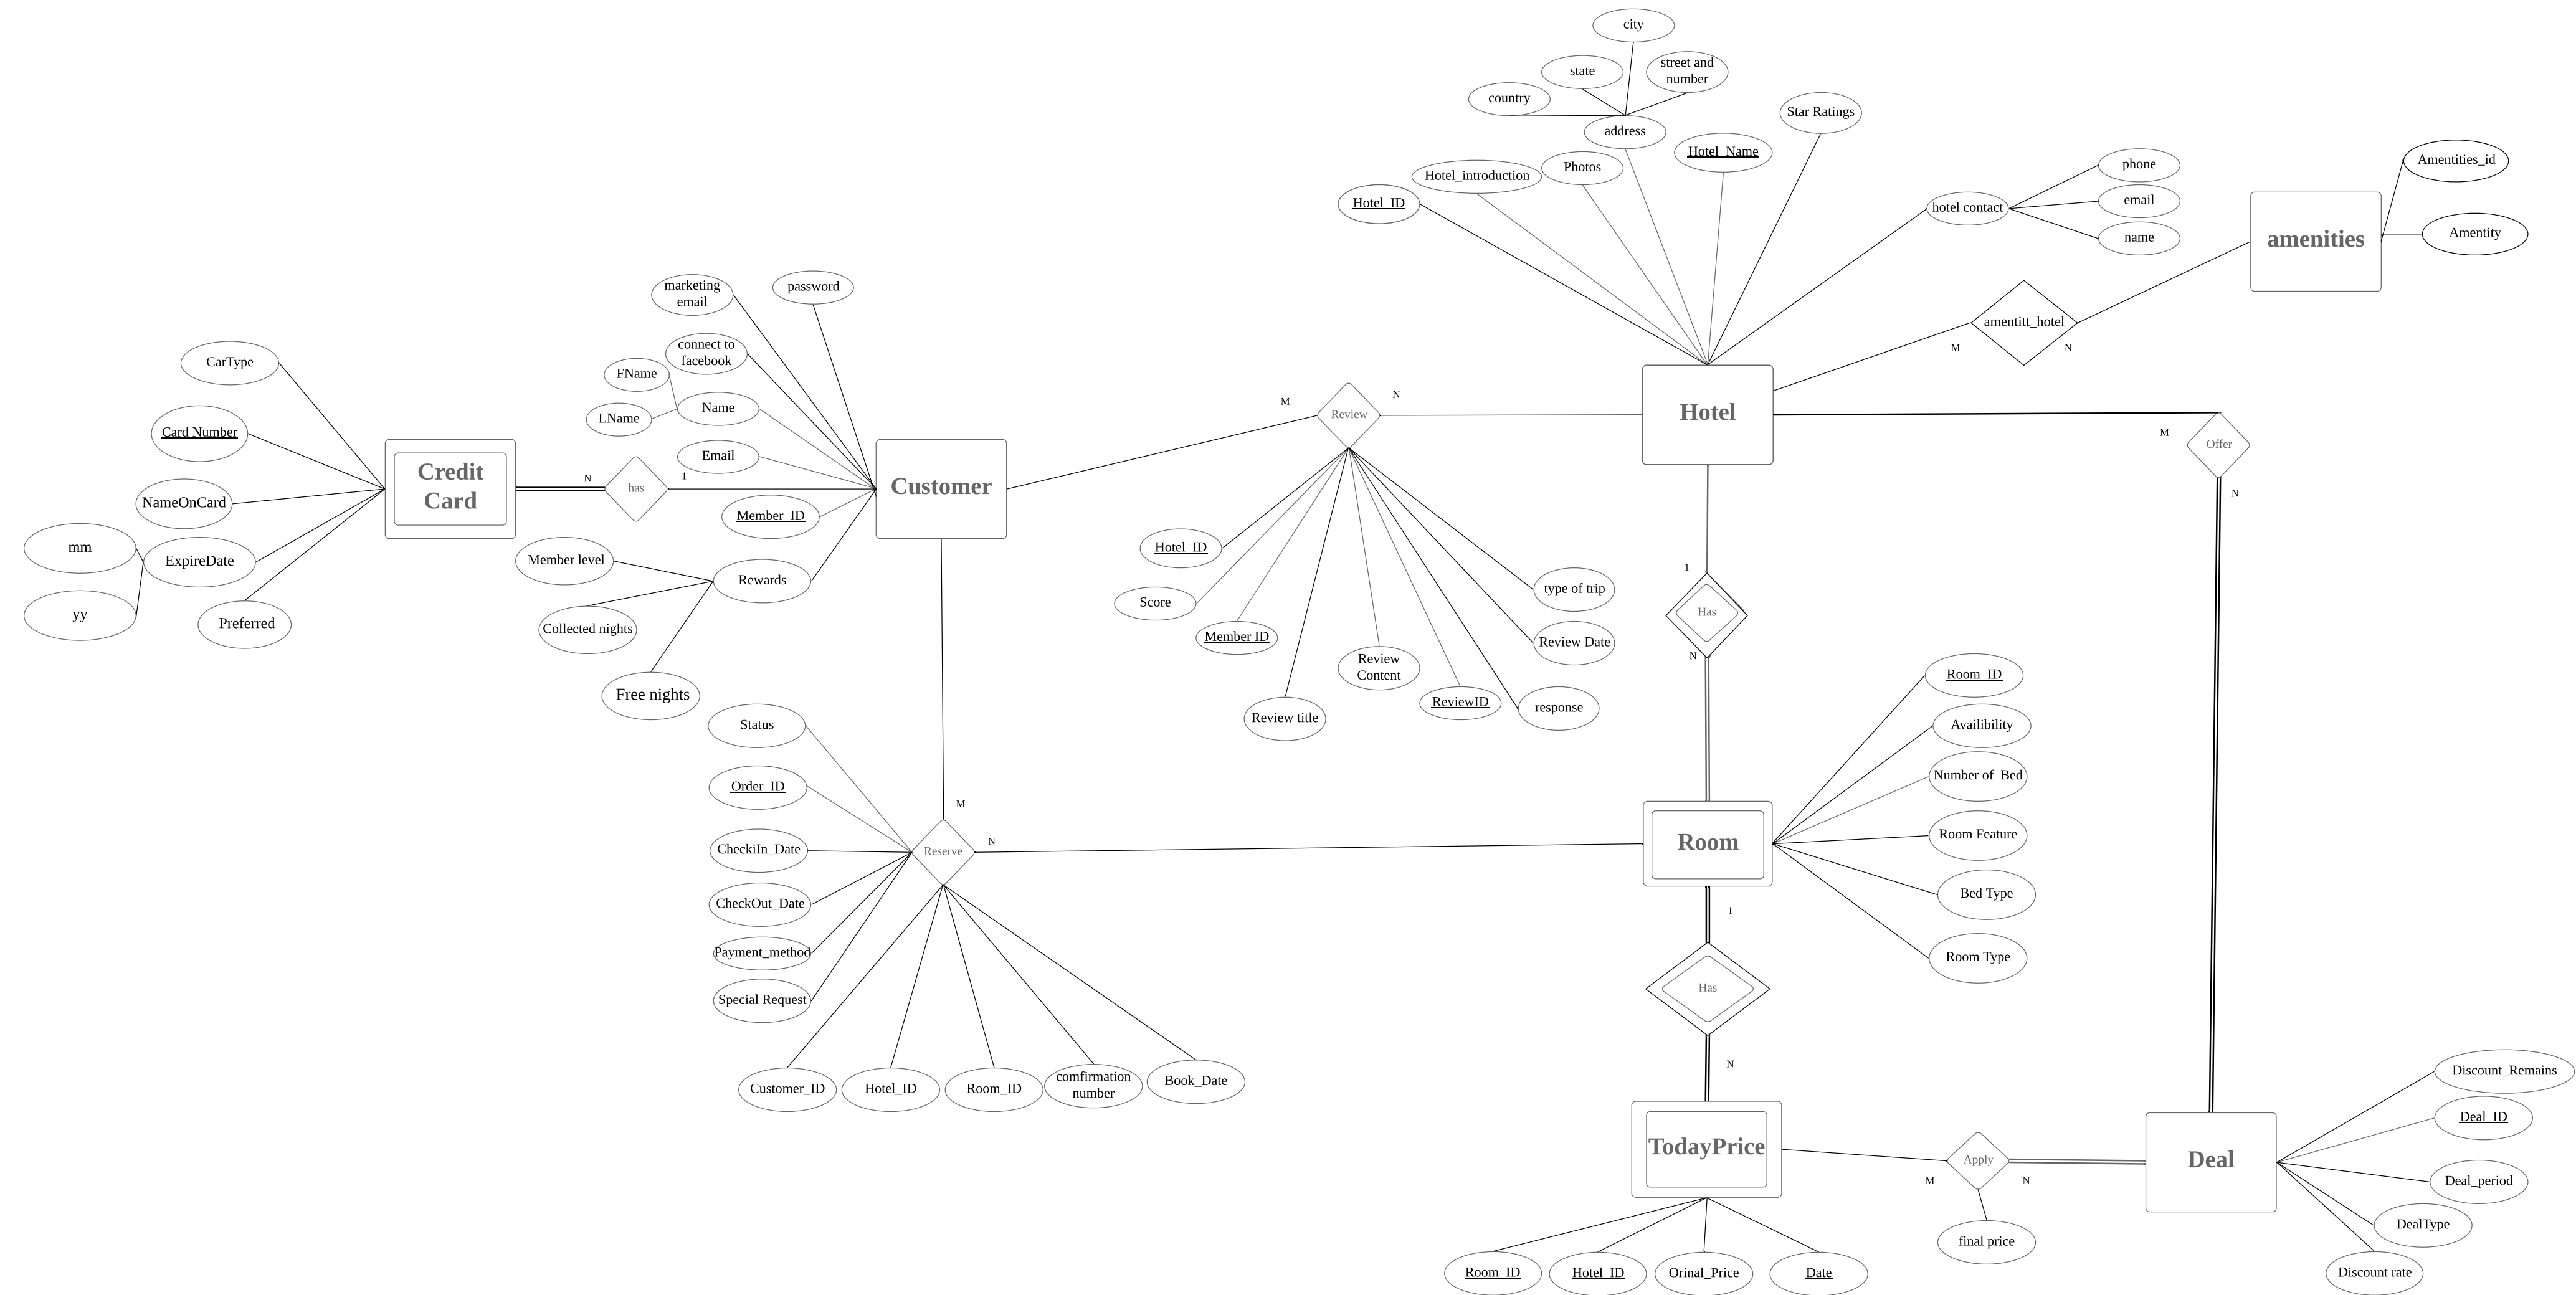 city
state
street and
number
country
address
Star Ratings
Hotel_Name
Photos
Hotel_introduction
Hotel_ID
hotel contact
phone
email
name
Amentities_id
Amentity
amenities
amentitt_hotel
M
N
marketing
email
password
connect to
facebook
FName
LName
Name
Email
Member_ID
CarType
Card Number
NameOnCard
ExpireDate
mm
yy
Preferred
Credit
Card
N
has
1
Customer
Member level
Rewards
Collected nights
Free nights
M
Review
N
Hotel
M
Offer
N
Hotel_ID
Score
Member ID
Review title
Review
Content
ReviewID
response
Review Date
type of trip
1
Has
N
Room_ID
Availibility
Number of  Bed
Room Feature
Bed Type
Room Type
Room
Status
Order_ID
CheckiIn_Date
CheckOut_Date
Payment_method
Special Request
M
Reserve
N
Customer_ID
Hotel_ID
Room_ID
comfirmation
number
Book_Date
1
Has
N
TodayPrice
Apply
M
N
final price
Room_ID
Hotel_ID
Orinal_Price
Date
Deal
Discount_Remains
Deal_ID
Deal_period
DealType
Discount rate